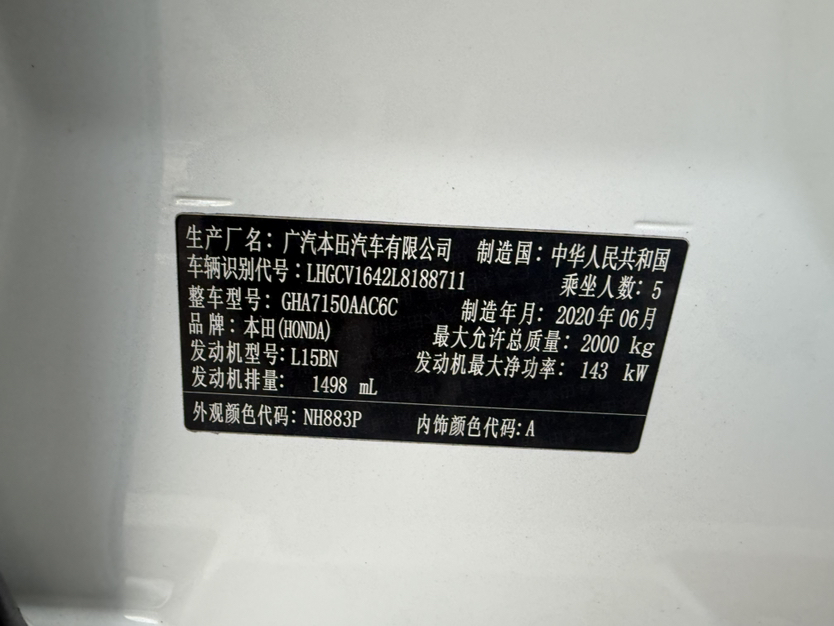 生产厂名：广汽本田汽车有限公司 制造国：中华人民共和国
车辆识别代号：LHGCV1642L8188711 乘坐人数：5
整车型号：GHA7150AAC6C 制造年月：2020年06月
品牌：本田(HONDA) 最大允许总质量：2000 kg
发动机型号：L15BN 发动机最大净功率：143 kW
发动机排量： 1498 mL
外观颜色代码：NH883P 内饰颜色代码：A